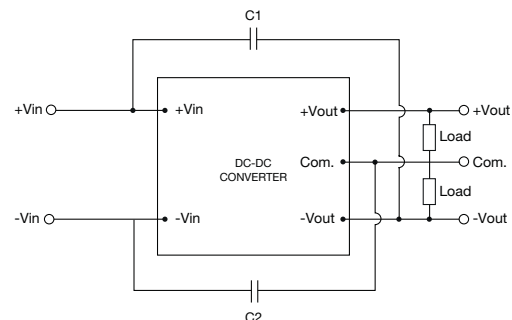 C1
+Vin
+Vin
+Vout
+Vout
Load
DC-DC
CONVERTER
Com.
Com.
Load
-Vin
-Vin
-Vout
-Vout
C2